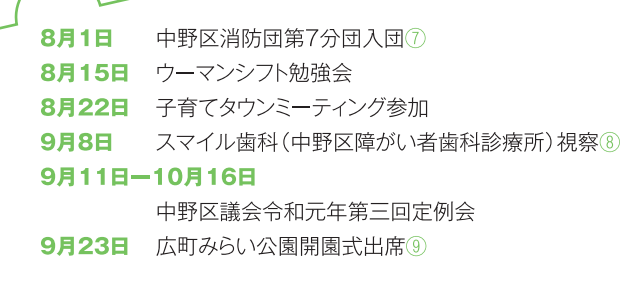 8月1日 中野区消防団第7分団入団⑦
8月15日 ウーマンシフト勉強会
8月22日 子育てタウンミーティング参加
9月8日 スマイル歯科（中野区障がい者歯科診療所）視察⑧
9月11日ー10月16日
中野区議会令和元年第三回定例会
9月23日 広町みらい公園開園式出席⑨